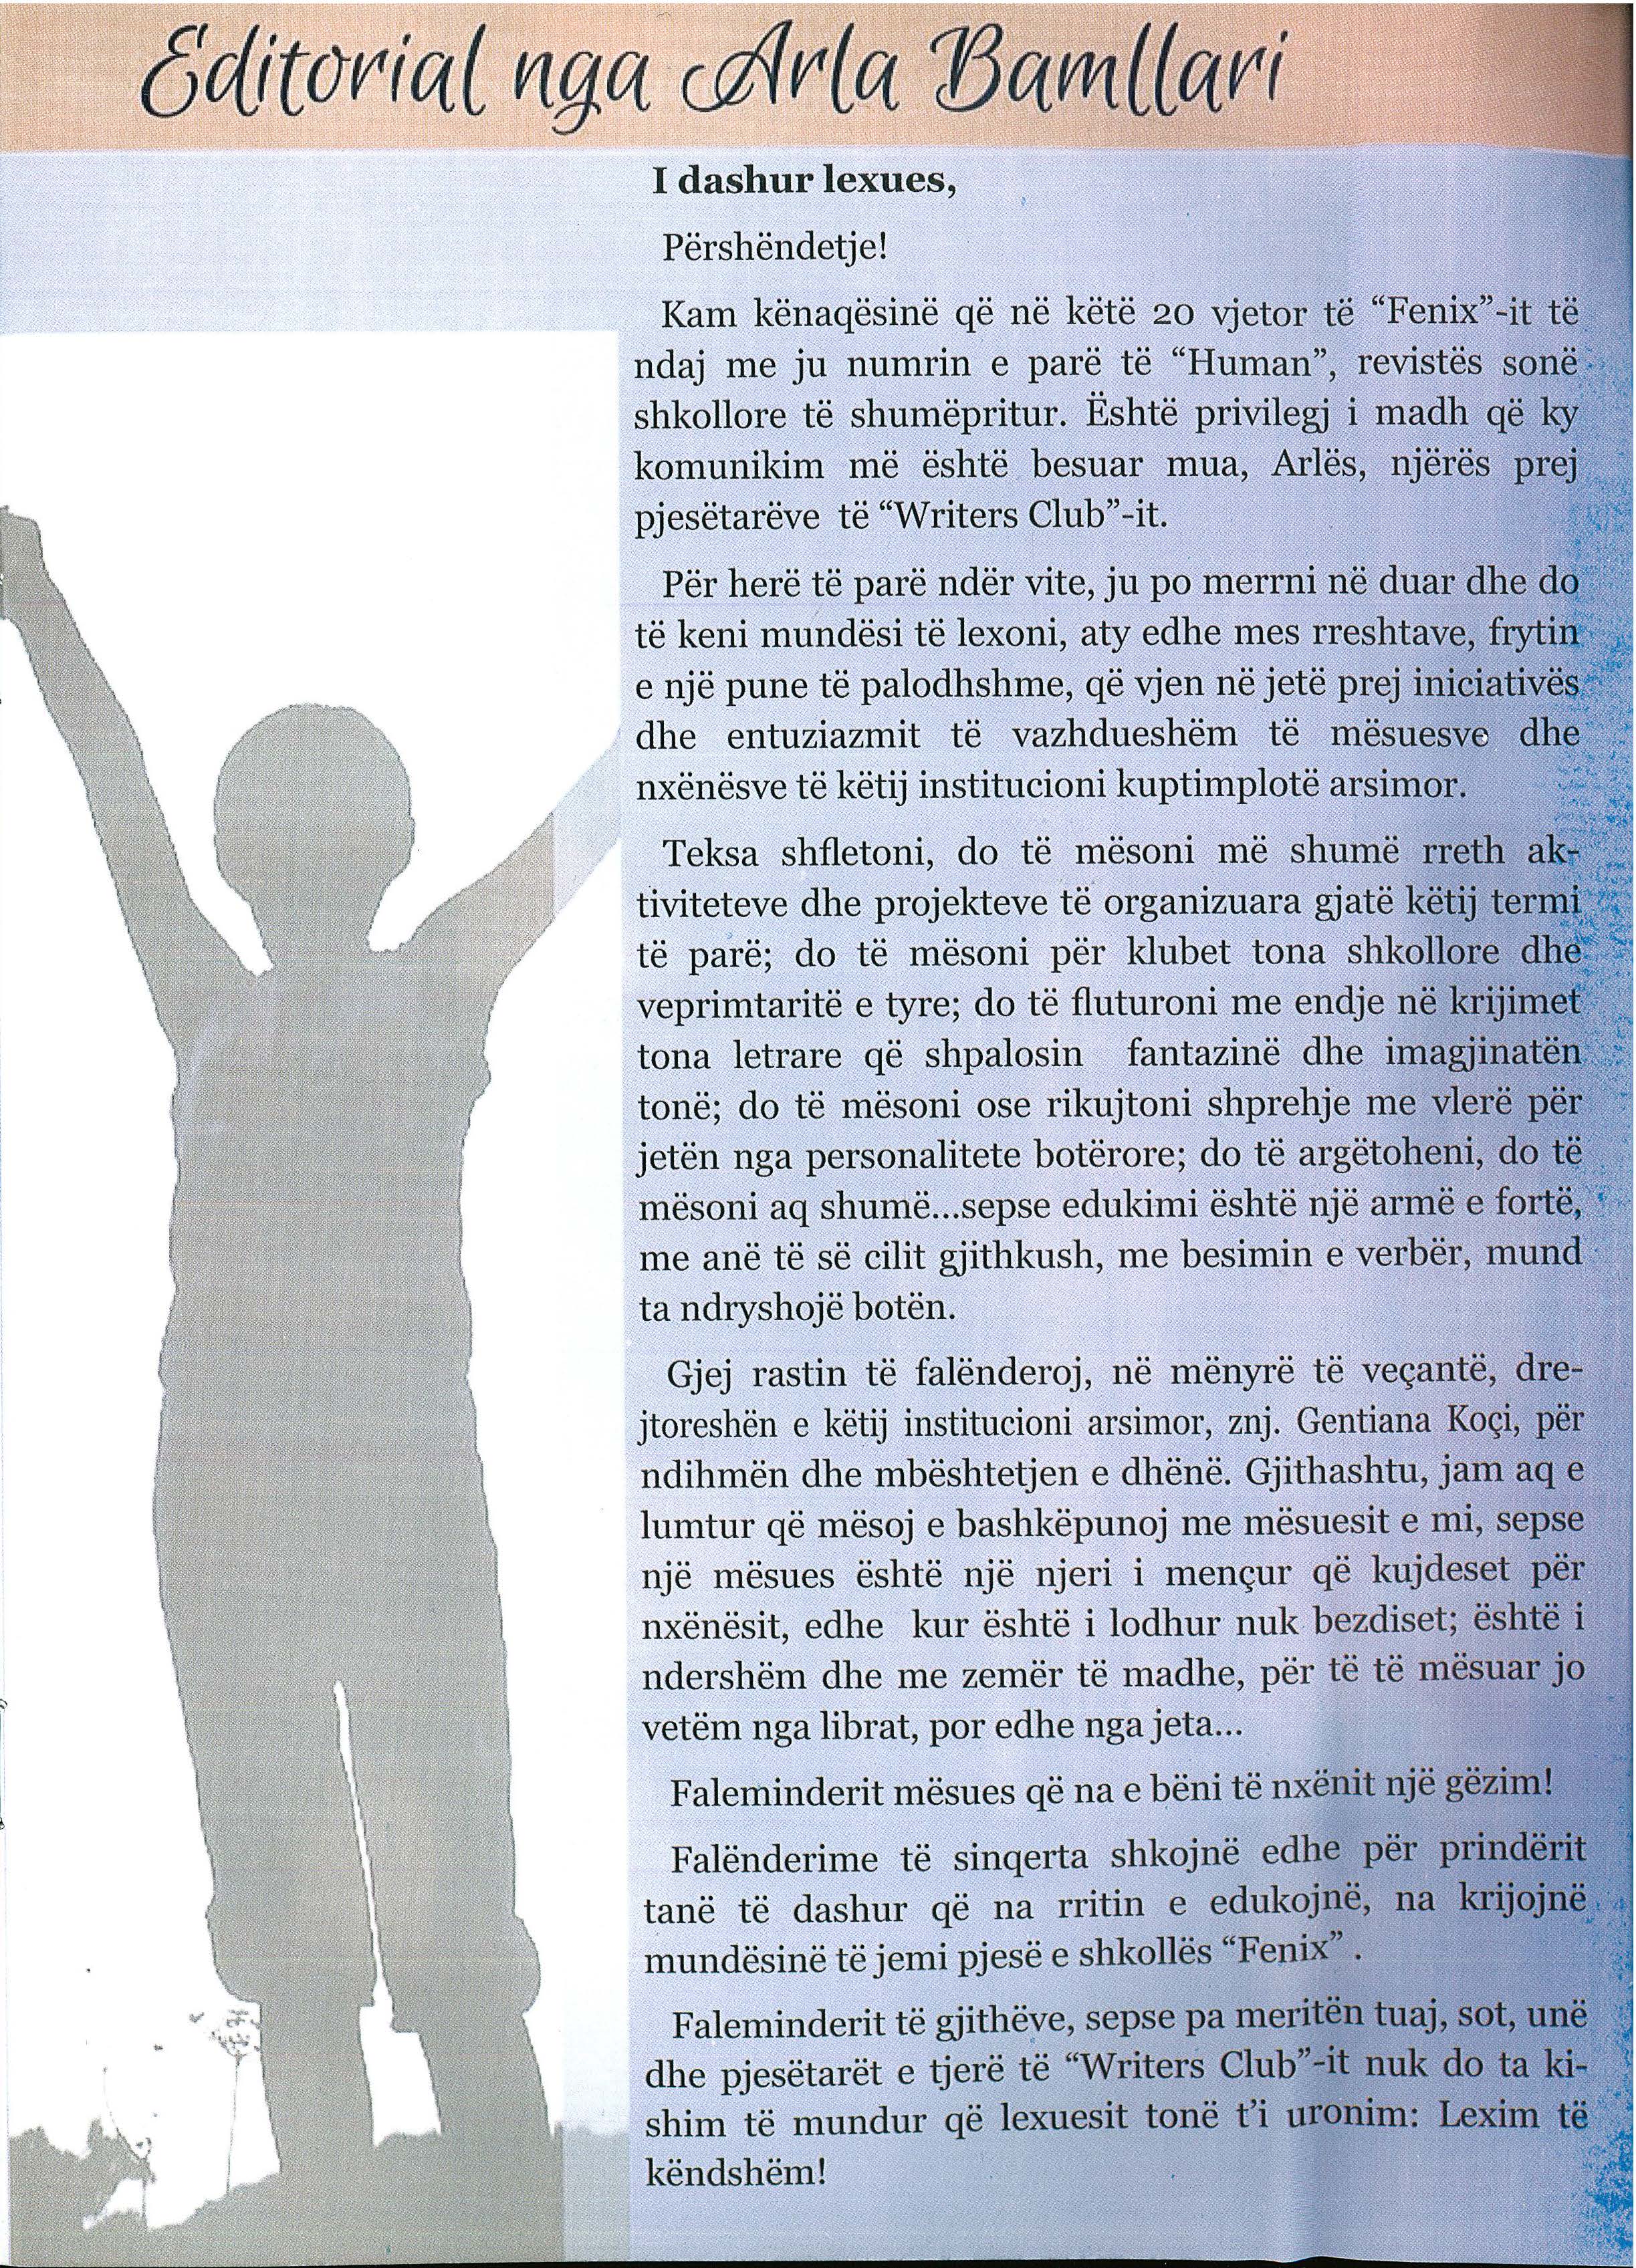 Editorial nga Arla Bamllari
I dashur lexues,
Përshëndetje!
Kam kënaqësinë që në këtë 20 vjetor të “Fenix”-it të
ndaj me ju numrin e parë të “Human”, revistës sonë
shkollore të shumëpritur. Është privilegj i madh që ky
komunikim më është besuar mua, Arlës, njërës prej
pjesëtarëve të “Writers Club”-it.
Për herë të parë ndër vite, ju po merrni në duar dhe do
të keni mundësi të lexoni, aty edhe mes rreshtave, frytin
e një pune të palodhshme, që vjen në jetë prej iniciativës
dhe entuziazmit të vazhdueshëm të mësuesve dhe
nxënësve të këtij institucioni kuptimplotë arsimor.
Teksa shfletoni, do të mësoni më shumë rreth ak-
tiviteteve dhe projekteve të organizuara gjatë këtij termi
të parë; do të mësoni për klubet tona shkollore dhe
veprimtaritë e tyre; do të fluturoni me endje në krijimet
tona letrare që shpalosin fantazinë dhe imagjinatën
tonë; do të mësoni ose rikujtoni shprehje me vlerë për
jetën nga personalitete botërore; do të argëtoheni, do të
mësoni aq shumë...sepse edukimi është një armë e fortë,
me anë të së cilit gjithkush, me besimin e verbër, mund
ta ndryshojë botën.
Gjej rastin të falënderoj, në mënyrë të veçantë, dre-
jtoreshën e këtij institucioni arsimor, znj. Gentiana Koçi, për
ndihmën dhe mbështetjen e dhënë. Gjithashtu, jam aq e
lumtur që mësoj e bashkëpunoj me mësuesit e mi, sepse
një mësues është një njeri i mençur që kujdeset për
nxënësit, edhe kur është i lodhur nuk bezdiset; është i
ndershëm dhe me zemër të madhe, për të të mësuar jo
vetëm nga librat, por edhe nga jeta...
Faleminderit mësues që na e bëni të nxënit një gëzim!
Falënderime të sinqerta shkojnë edhe për prindërit
tanë të dashur që na rritin e edukojnë, na krijojnë
mundësinë të jemi pjesë e shkollës “Fenix” .
Faleminderit të gjithëve, sepse pa meritën tuaj, sot, unë
dhe pjesëtarët e tjerë të “Writers Club”-it nuk do ta ki-
shim të mundur që lexuesit tonë t’i uronim: Lexim të
këndshëm!